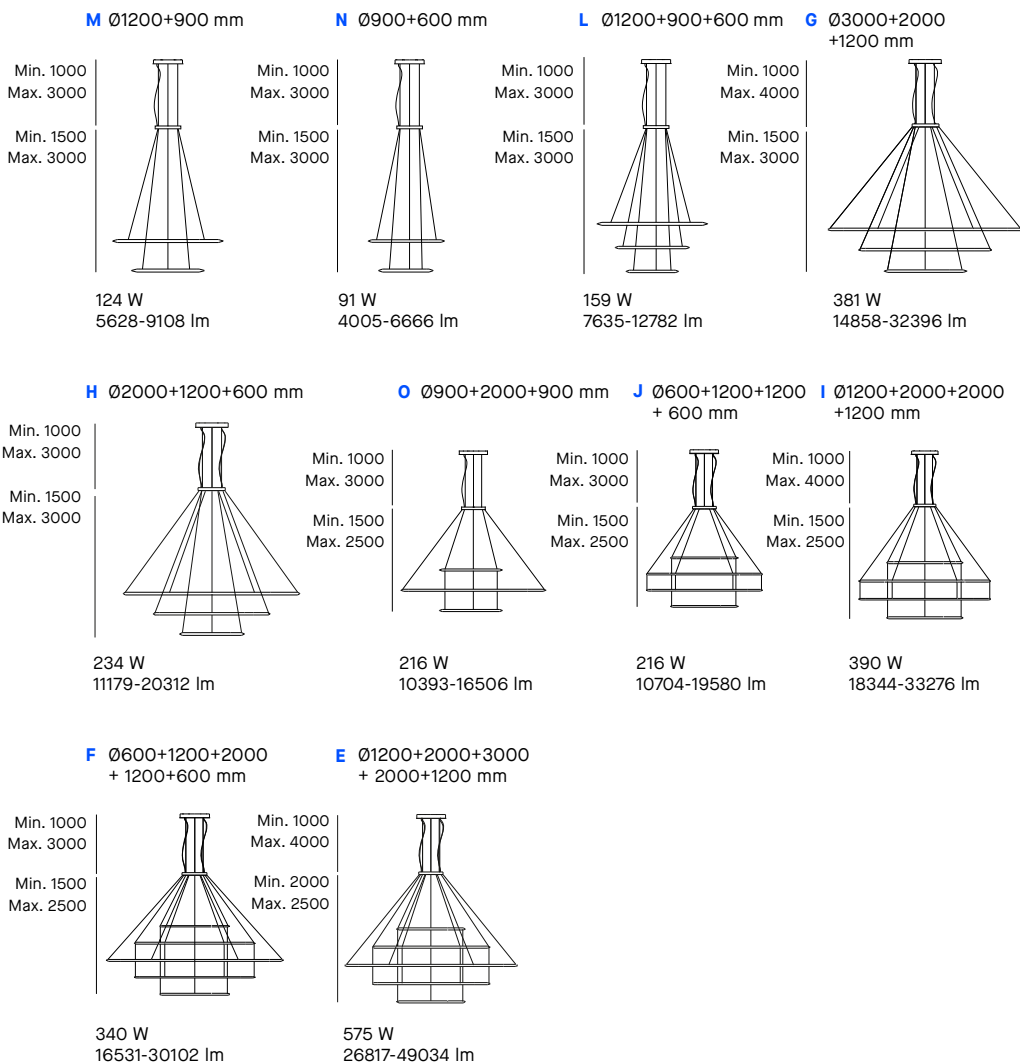 M Ø1200+900 mm
Min. 1000
Max. 3000
Min. 1500
Max. 3000
124 W
5628-9108 lm
N Ø900+600 mm
Min. 1000
Max. 3000
Min. 1500
Max. 3000
91 W
4005-6666 lm
L Ø1200+900+600 mm
Min. 1000
Max. 3000
Min. 1500
Max. 3000
159 W
7635-12782 lm
G Ø3000+2000
+1200 mm
Min. 1000
Max. 4000
Min. 1500
Max. 3000
381 W
14858-32396 lm
H Ø2000+1200+600 mm
Min. 1000
Max. 3000
Min. 1500
Max. 3000
234 W
11179-20312 lm
O Ø900+2000+900 mm
Min. 1000
Max. 3000
Min. 1500
Max. 2500
216 W
10393-16506 lm
J Ø600+1200+1200
+ 600 mm
Min. 1000
Max. 3000
Min. 1500
Max. 2500
216 W
10704-19580 lm
I Ø1200+2000+2000
+1200 mm
Min. 1000
Max. 4000
Min. 1500
Max. 2500
390 W
18344-33276 lm
F Ø600+1200+2000
+ 1200+600 mm
Min. 1000
Max. 3000
Min. 1500
Max. 2500
340 W
16531-30102 lm
E Ø1200+2000+3000
+ 2000+1200 mm
Min. 1000
Max. 4000
Min. 2000
Max. 2500
575 W
26817-49034 lm